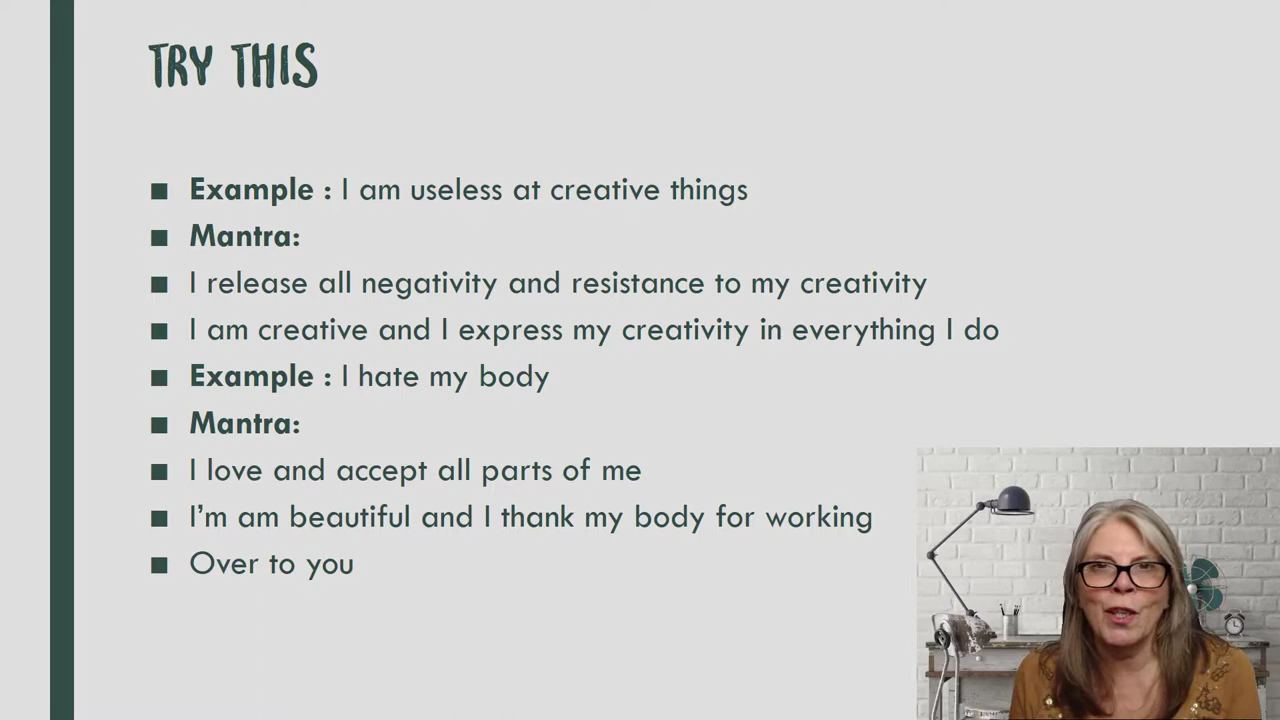 TRY THIS
■ Example : I am useless at creative things
■ Mantra:
■ I release all negativity and resistance to my creativity
■ I am creative and I express my creativity in everything I do
■ Example : I hate my body
■ Mantra:
■ I love and accept all parts of me
■ I'm am beautiful and I thank my body for working
■ Over to you